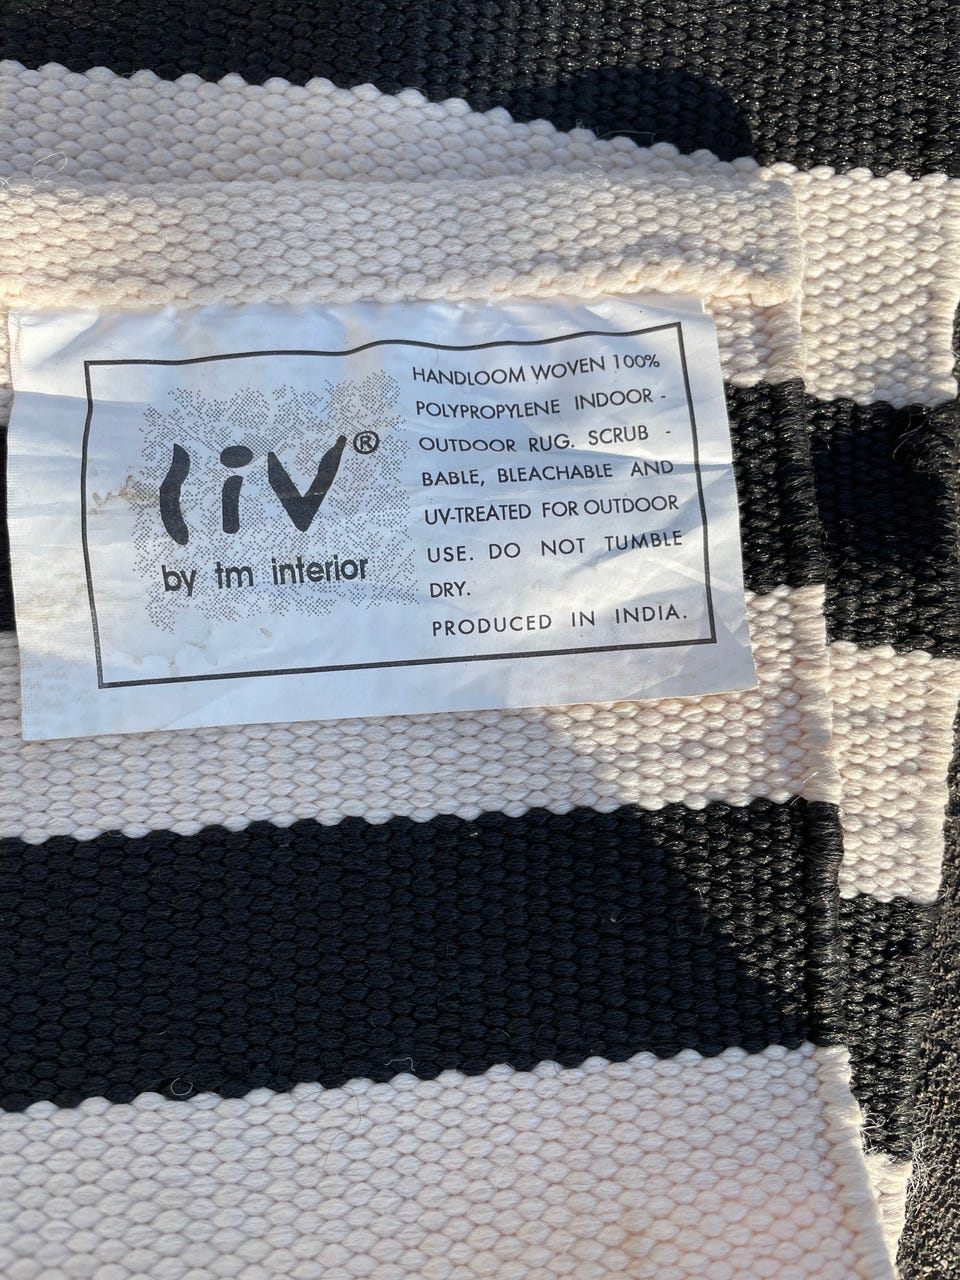 liv®
by tm interior
HANDLOOM WOVEN 100%
POLYPROPYLENE INDOOR -
OUTDOOR RUG. SCRUB -
BABLE, BLEACHABLE AND
UV-TREATED FOR OUTDOOR
USE. DO NOT TUMBLE
DRY.
PRODUCED IN INDIA.